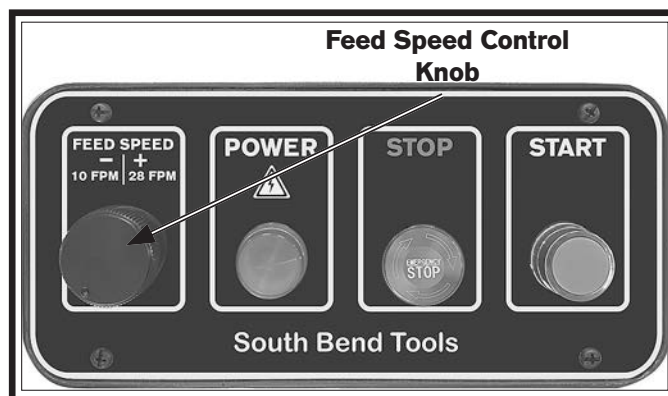 Feed Speed Control
Knob
FEED SPEED
− | +
10 FPM | 28 FPM
POWER
STOP
START
EMERGENCY
STOP
South Bend Tools